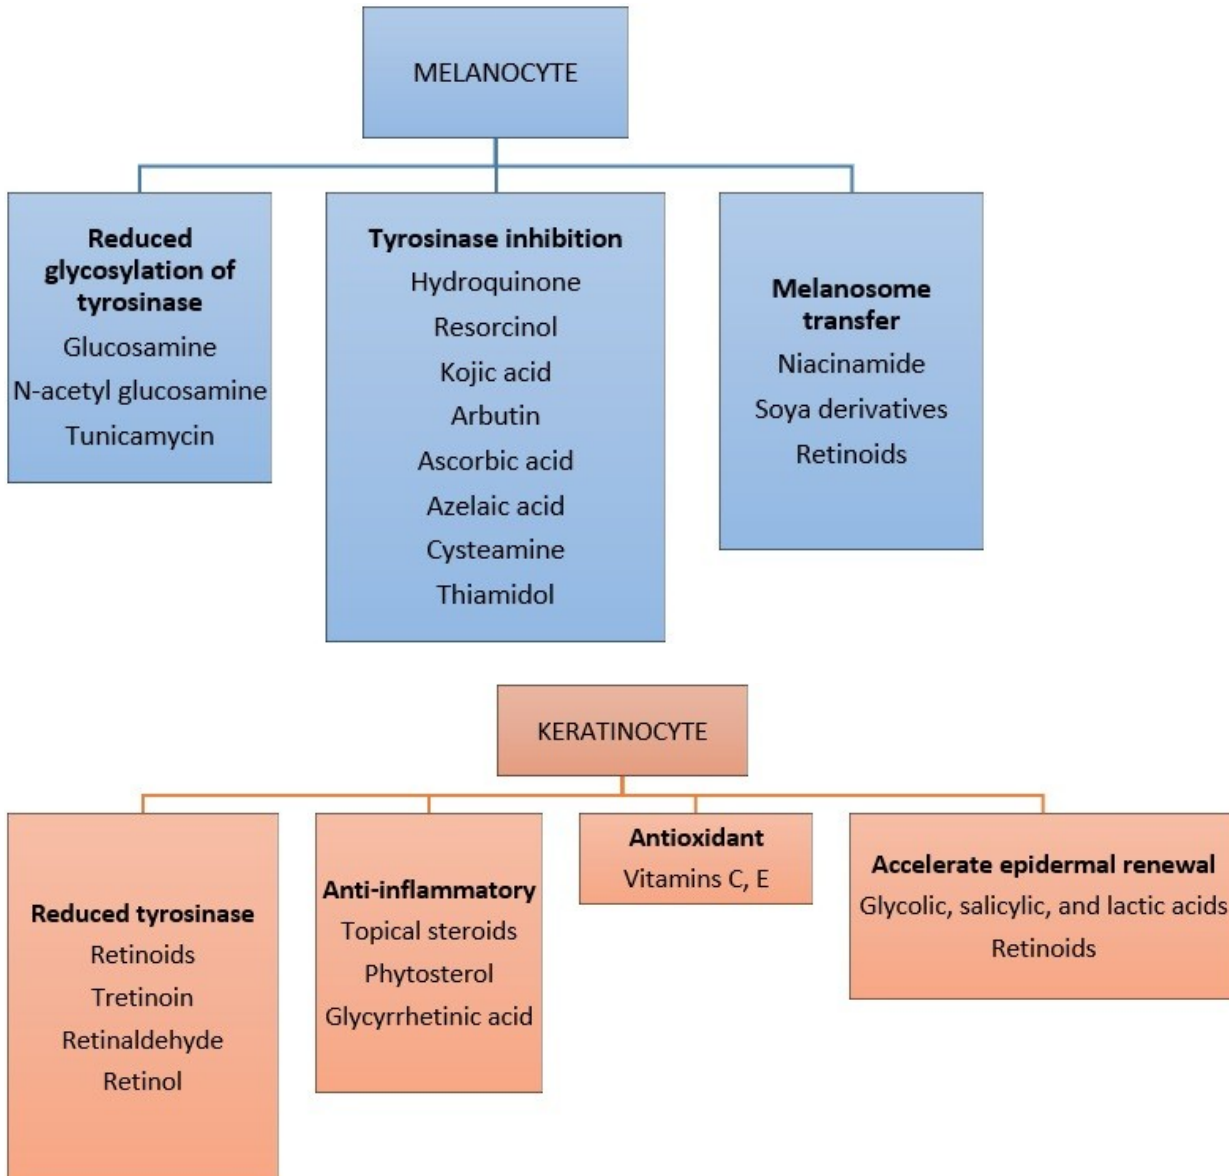 MELANOCYTE
Reduced
glycosylation of
tyrosinase
Glucosamine
N-acetyl glucosamine
Tunicamycin
Tyrosinase inhibition
Hydroquinone
Resorcinol
Kojic acid
Arbutin
Ascorbic acid
Azelaic acid
Cysteamine
Thiamidol
Melanosome
transfer
Niacinamide
Soya derivatives
Retinoids
KERATINOCYTE
Reduced tyrosinase
Retinoids
Tretinoin
Retinaldehyde
Retinol
Anti-inflammatory
Topical steroids
Phytosterol
Glycyrrhetinic acid
Antioxidant
Vitamins C, E
Accelerate epidermal renewal
Glycolic, salicylic, and lactic acids
Retinoids